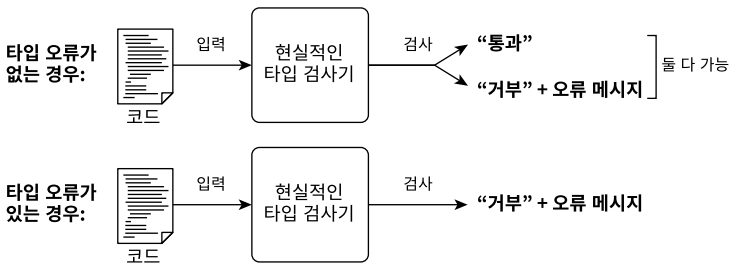 타입 오류가
없는 경우:
코드
입력
현실적인
타입 검사기
검사
“통과”
“거부” + 오류 메시지
둘 다 가능
타입 오류가
있는 경우:
코드
입력
현실적인
타입 검사기
검사
“거부” + 오류 메시지